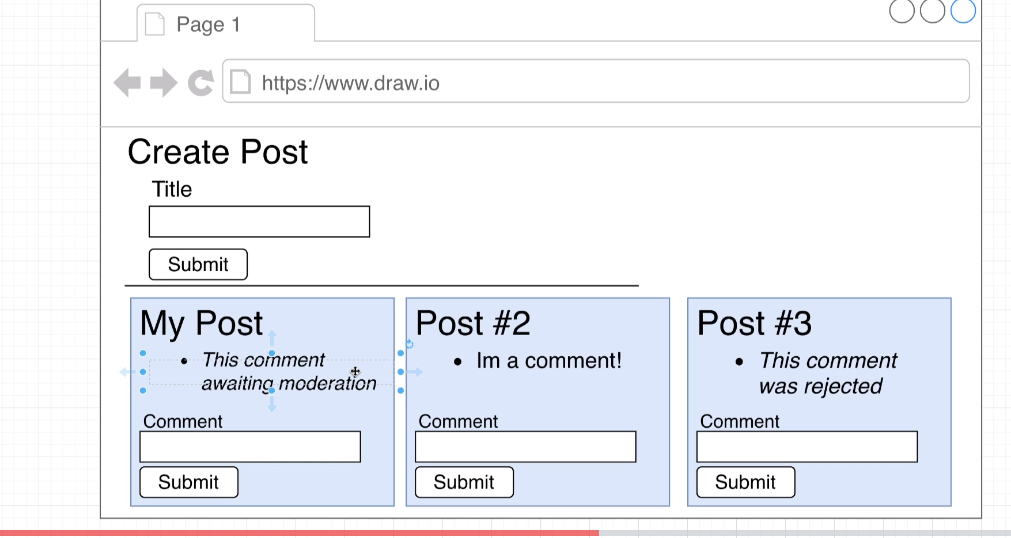 Page 1
https://www.draw.io
Create Post
Title
Submit
My Post
This comment
awaiting moderation
Comment
Submit
Post #2
Im a comment!
Comment
Submit
Post #3
This comment
was rejected
Comment
Submit